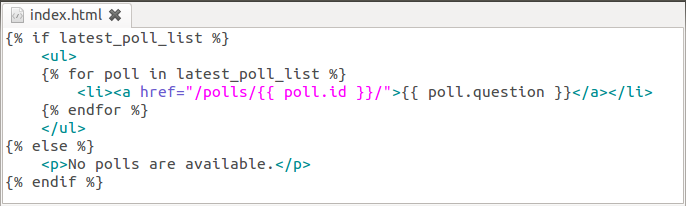 index.html
{% if latest_poll_list %}
    <ul>
    {% for poll in latest_poll_list %}
        <li><a href="/polls/{{ poll.id }}/">{{ poll.question }}</a></li>
    {% endfor %}
    </ul>
{% else %}
    <p>No polls are available.</p>
{% endif %}